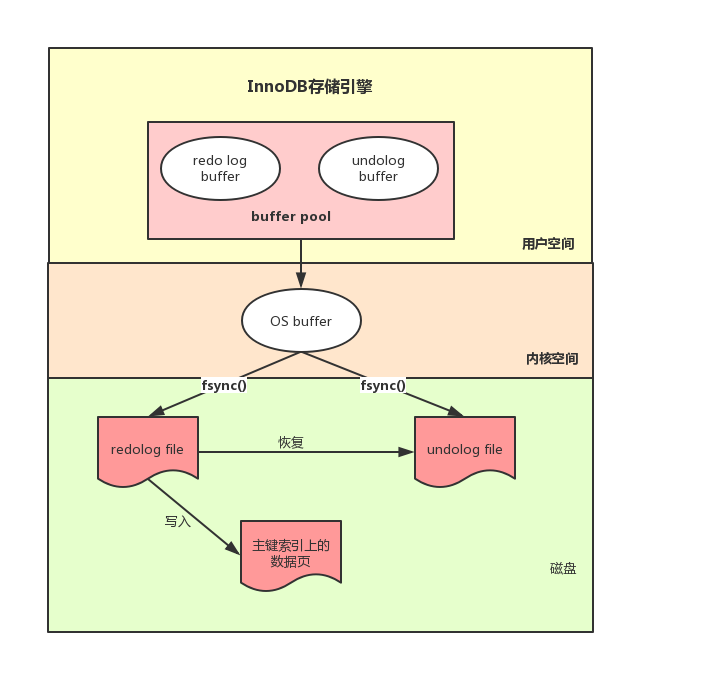 InnoDB存储引擎
redo log
buffer
undolog
buffer
buffer pool
用户空间
OS buffer
内核空间
fsync()
fsync()
redolog file
恢复
undolog file
写入
主键索引上的
数据页
磁盘